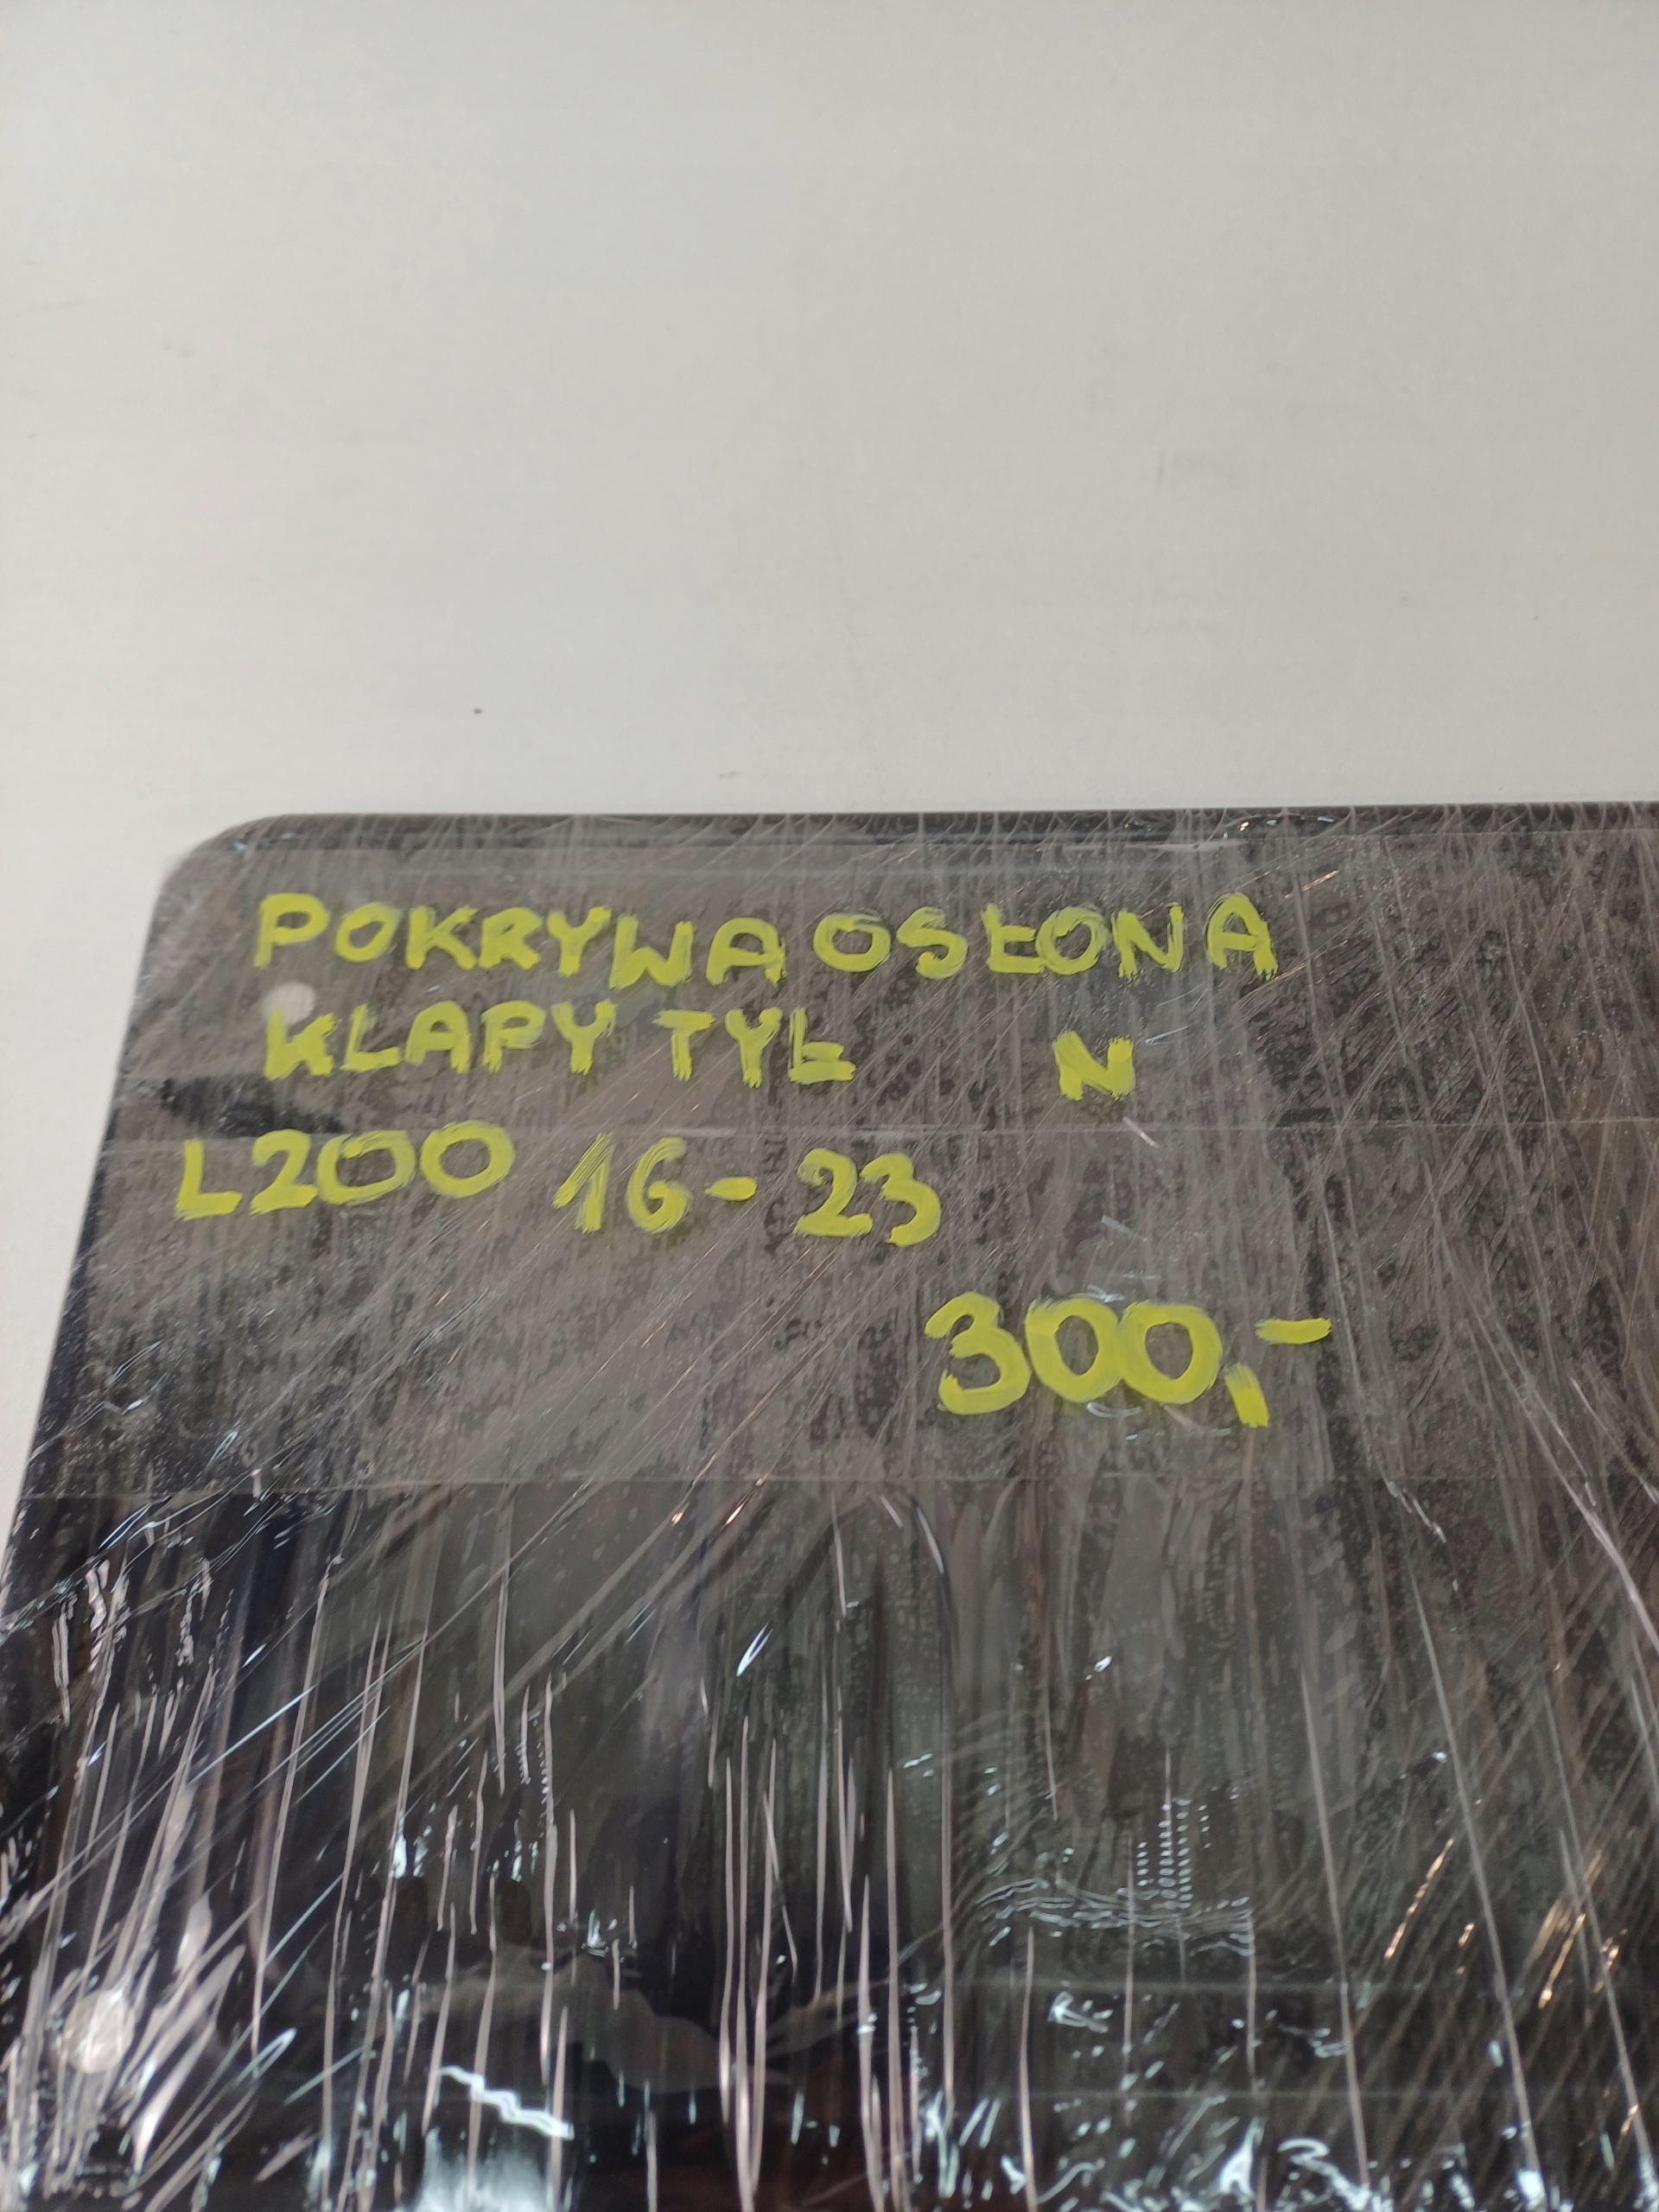 POKRYWA OSŁONA
KLAPY TYŁ N
L200 16-23
300,-